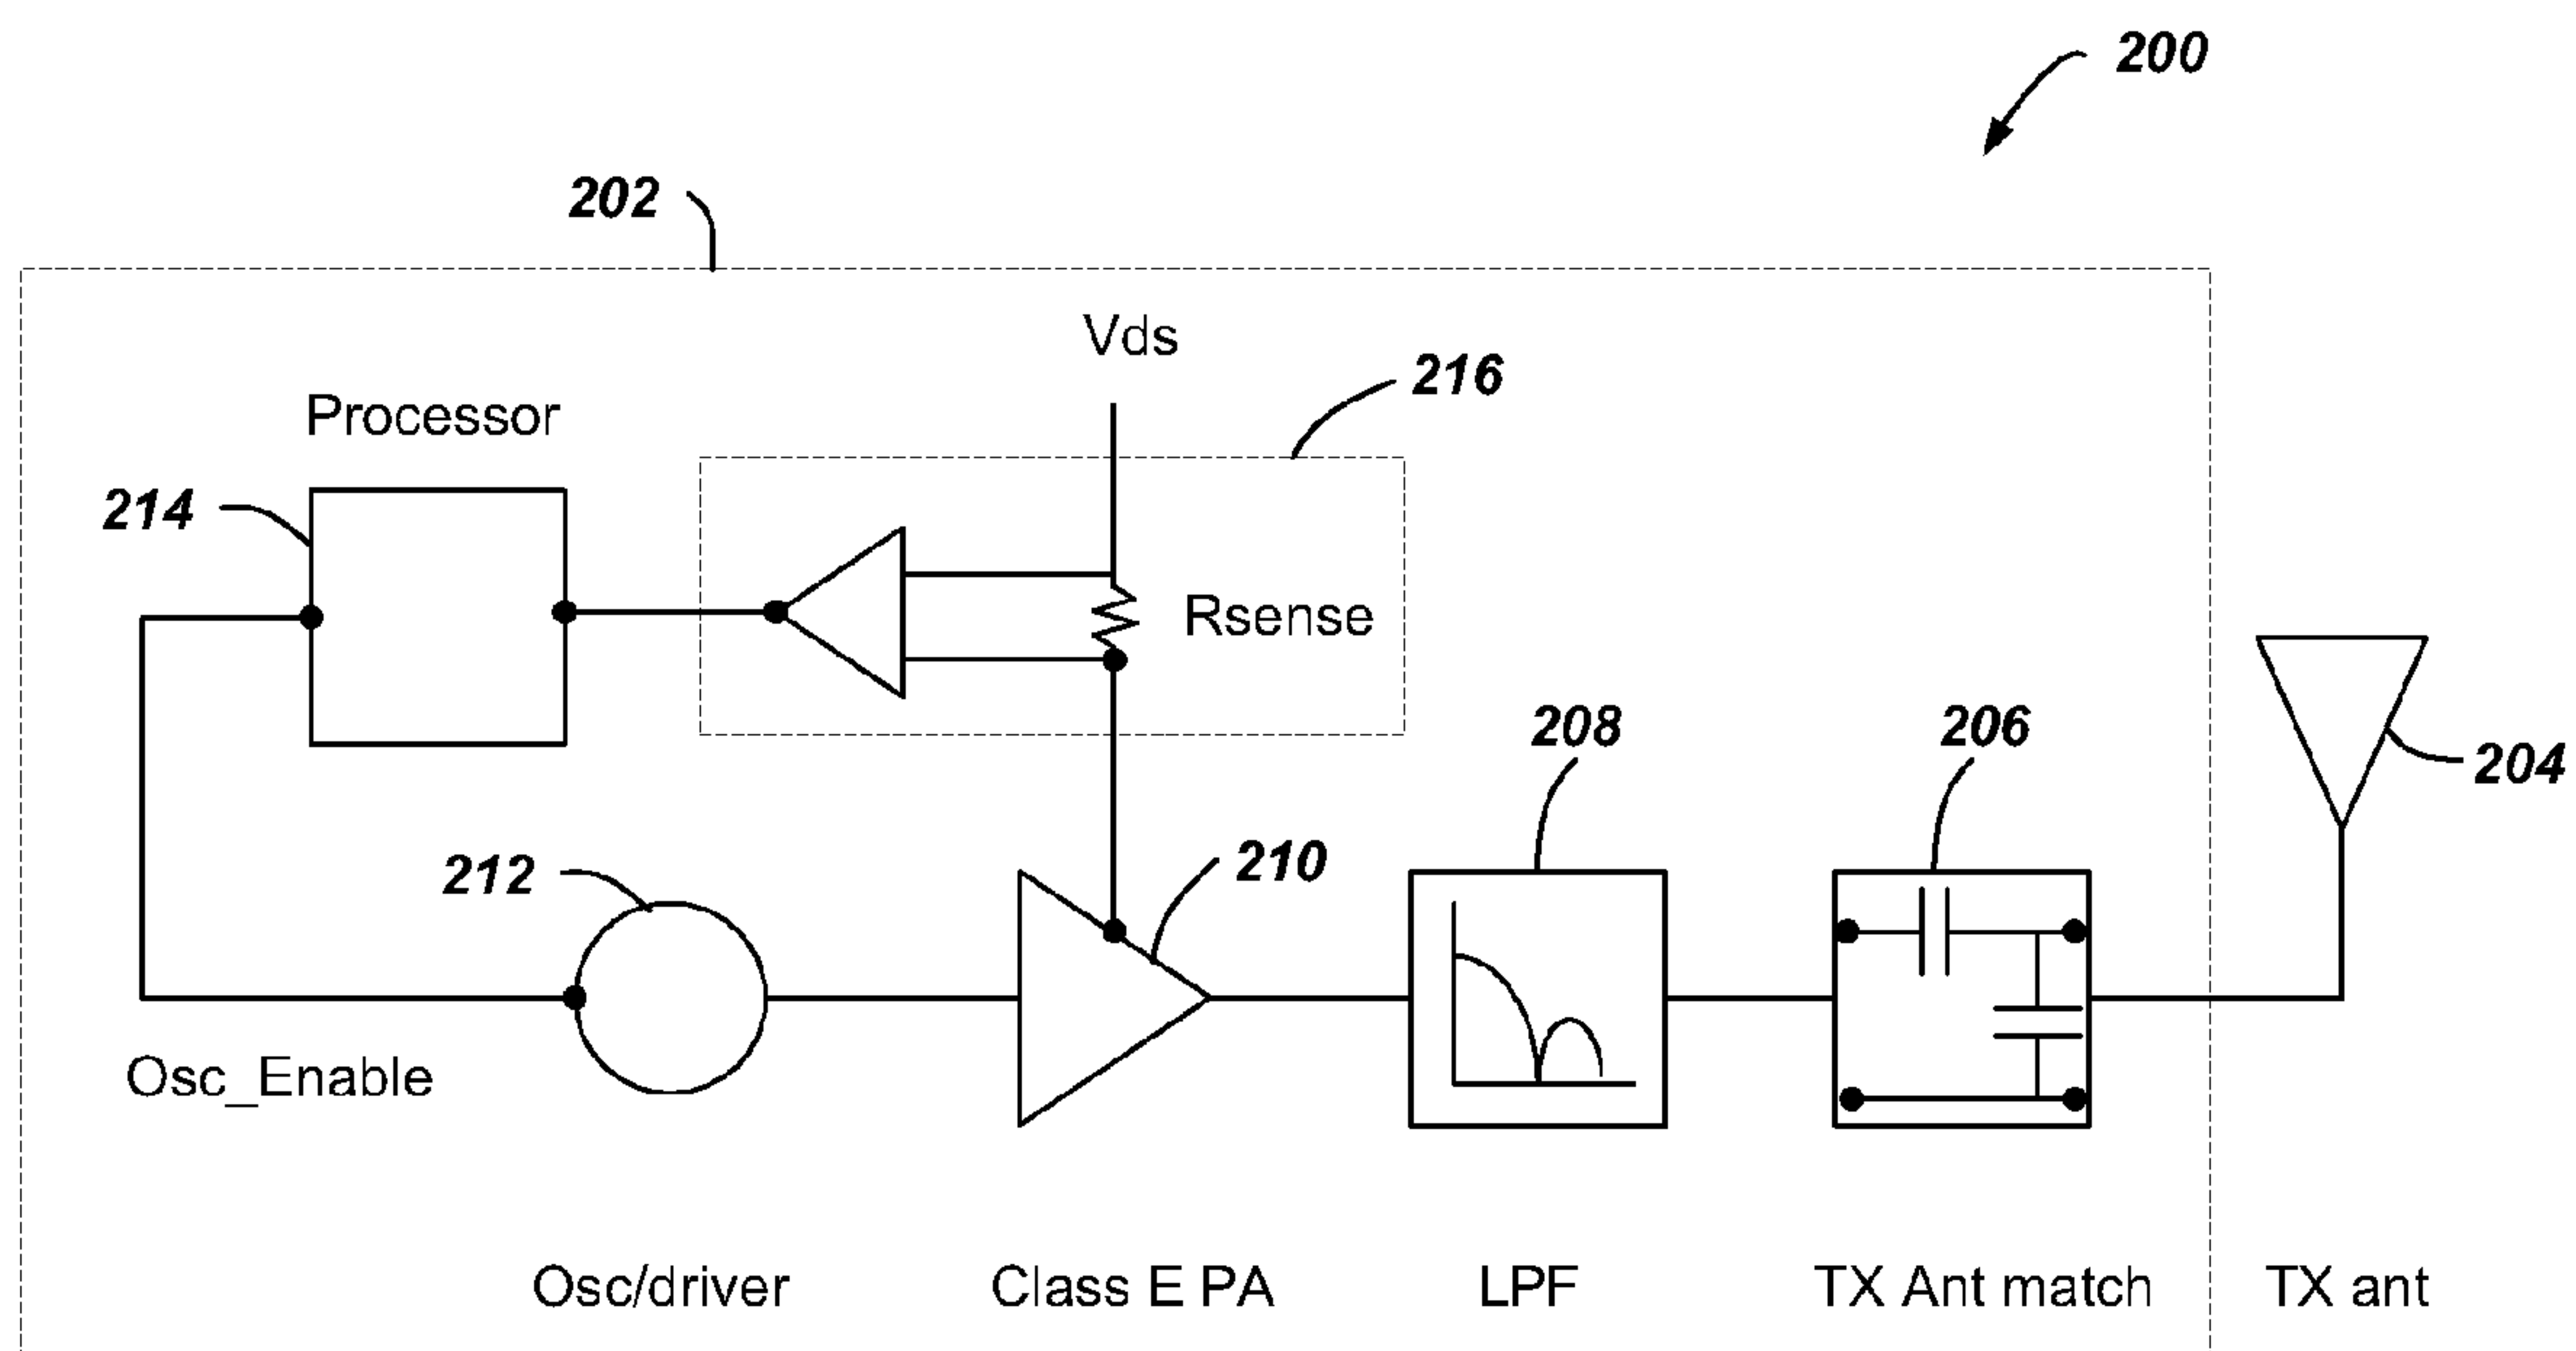 200
202
Vds
216
Processor
214
Rsense
208
206
204
212
210
Osc_Enable
Osc/driver
Class E PA
LPF
TX Ant match
TX ant